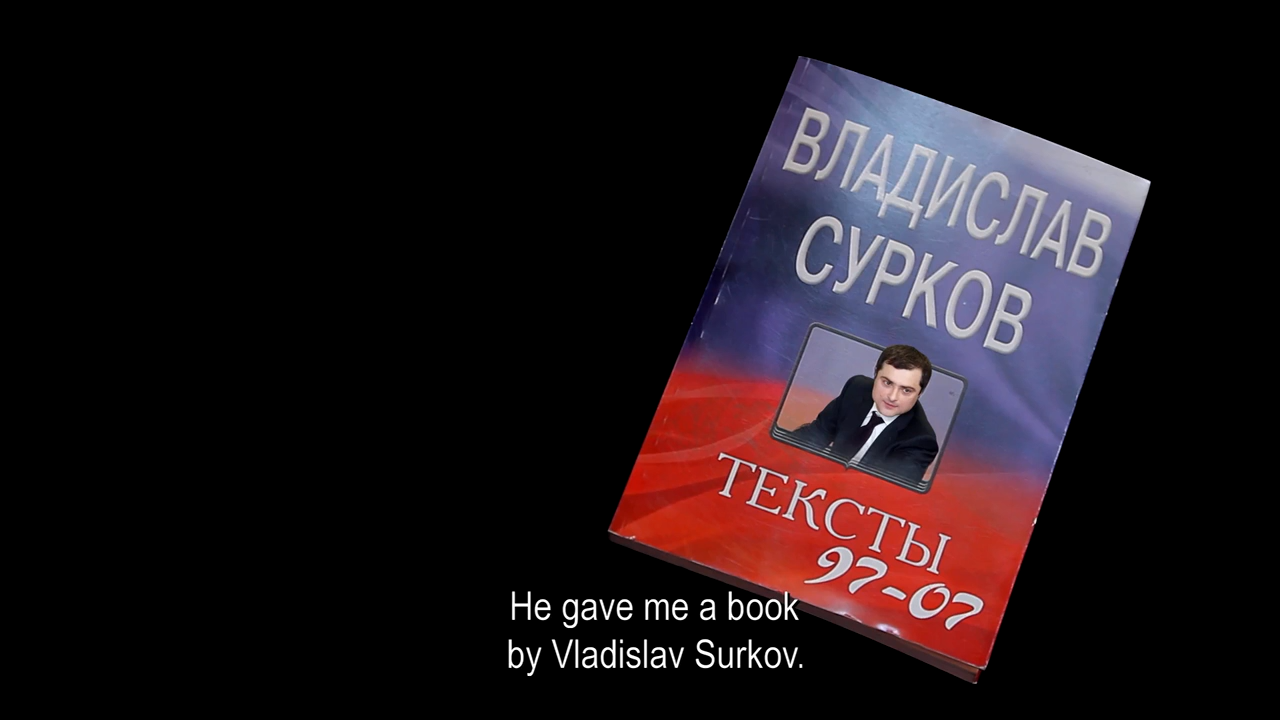 ВЛАДИСЛАВ
СУРКОВ
ТЕКСТЫ
97-07
He gave me a book
by Vladislav Surkov.